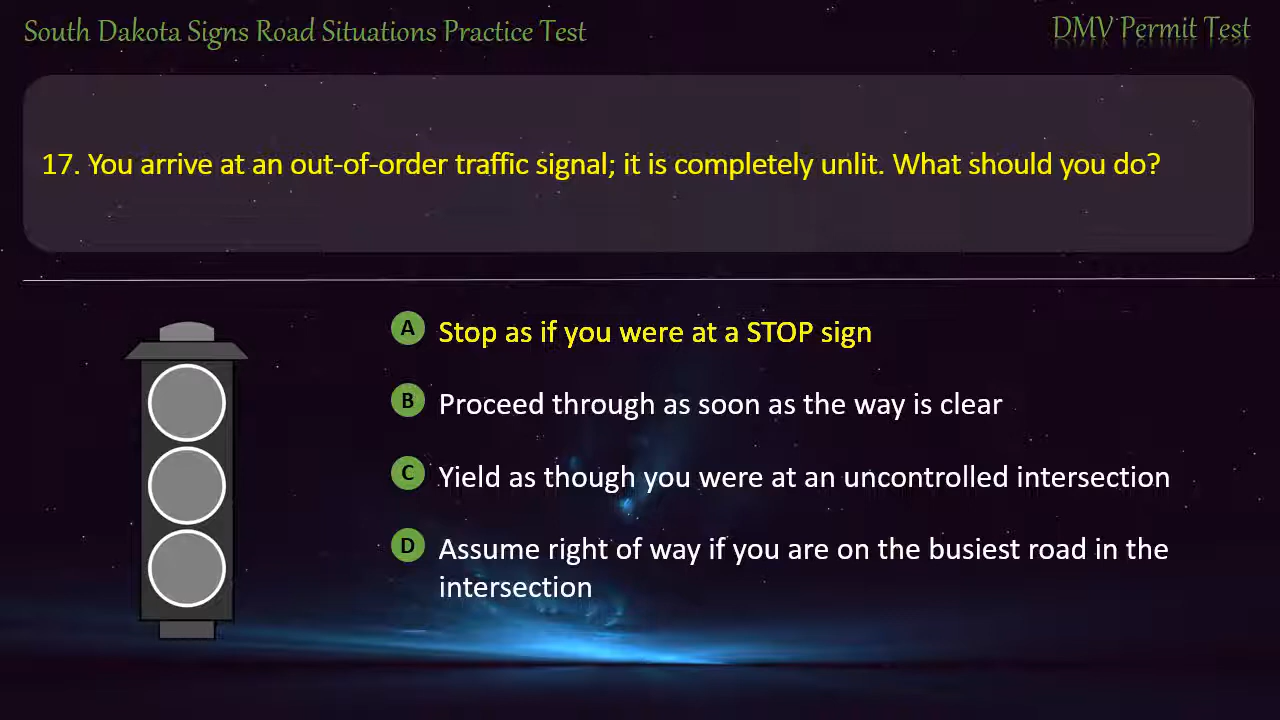 South Dakota Signs Road Situations Practice Test
DMV Permit Test
17. You arrive at an out-of-order traffic signal; it is completely unlit. What should you do?
A Stop as if you were at a STOP sign
B Proceed through as soon as the way is clear
C Yield as though you were at an uncontrolled intersection
D Assume right of way if you are on the busiest road in the
intersection